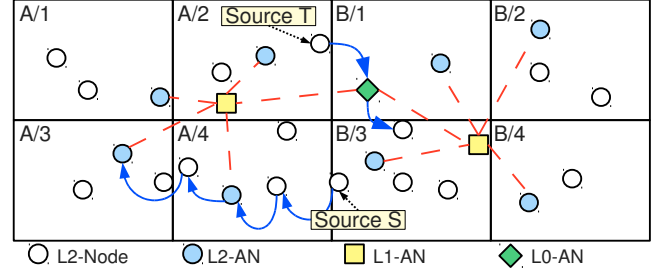 A/1
A/2
Source T
B/1
B/2
A/3
A/4
B/3
B/4
Source S
L2-Node
L2-AN
L1-AN
L0-AN